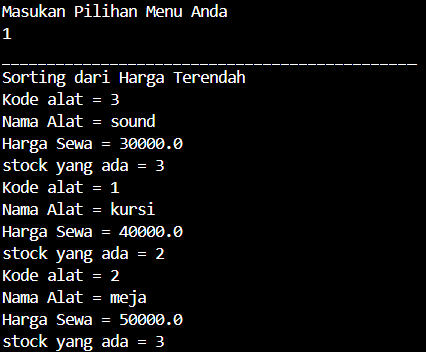 Masukan Pilihan Menu Anda
1
________________________________________________
Sorting dari Harga Terendah
Kode alat = 3
Nama Alat = sound
Harga Sewa = 30000.0
stock yang ada = 3
Kode alat = 1
Nama Alat = kursi
Harga Sewa = 40000.0
stock yang ada = 2
Kode alat = 2
Nama Alat = meja
Harga Sewa = 50000.0
stock yang ada = 3